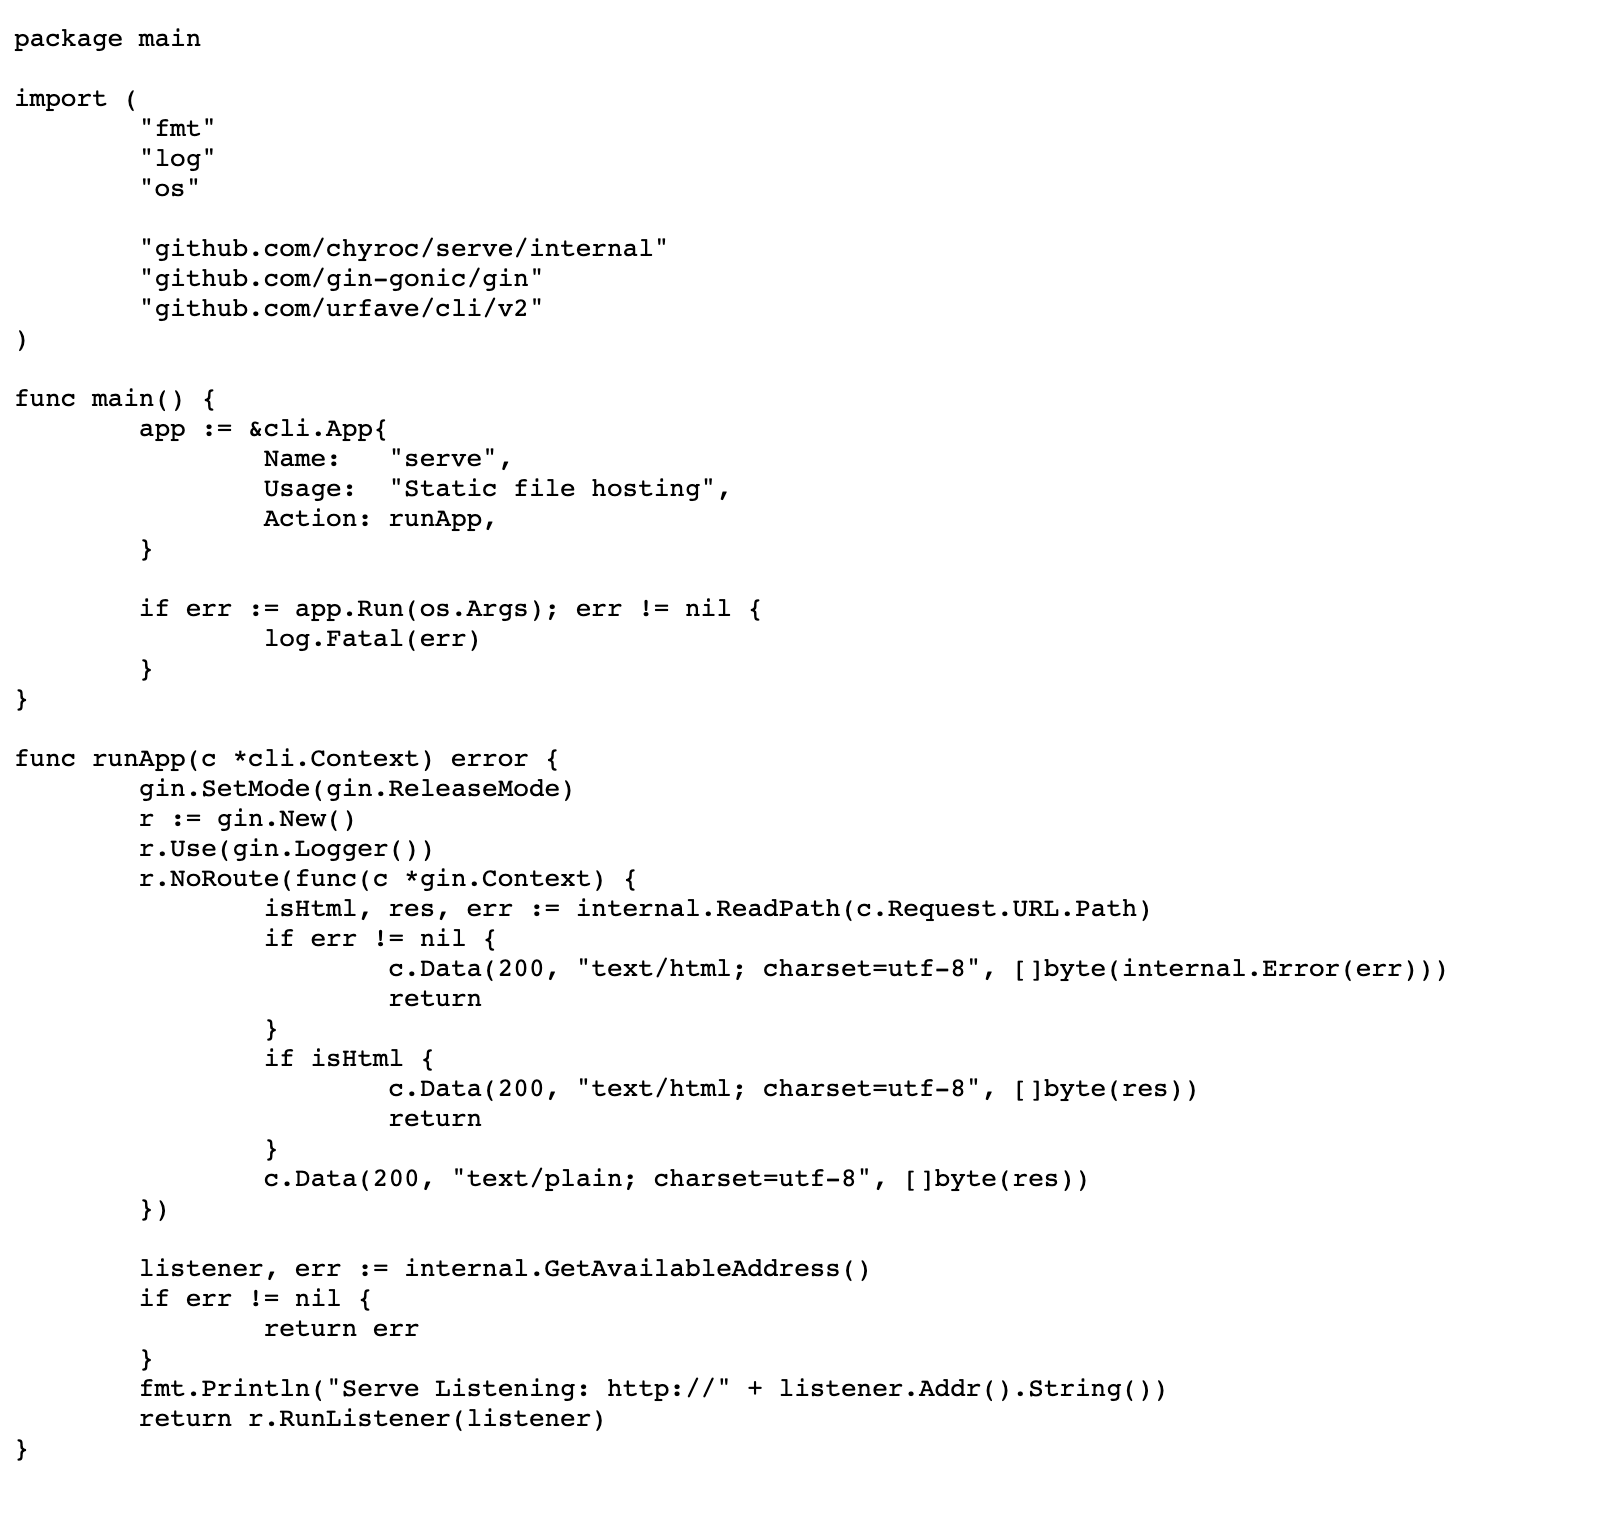 package main

import (
        "fmt"
        "log"
        "os"

        "github.com/chyroc/serve/internal"
        "github.com/gin-gonic/gin"
        "github.com/urfave/cli/v2"
)

func main() {
        app := &cli.App{
                Name:   "serve",
                Usage:  "Static file hosting",
                Action: runApp,
        }

        if err := app.Run(os.Args); err != nil {
                log.Fatal(err)
        }
}

func runApp(c *cli.Context) error {
        gin.SetMode(gin.ReleaseMode)
        r := gin.New()
        r.Use(gin.Logger())
        r.NoRoute(func(c *gin.Context) {
                isHtml, res, err := internal.ReadPath(c.Request.URL.Path)
                if err != nil {
                        c.Data(200, "text/html; charset=utf-8", []byte(internal.Error(err)))
                        return
                }
                if isHtml {
                        c.Data(200, "text/html; charset=utf-8", []byte(res))
                        return
                }
                c.Data(200, "text/plain; charset=utf-8", []byte(res))
        })

        listener, err := internal.GetAvailableAddress()
        if err != nil {
                return err
        }
        fmt.Println("Serve Listening: http://" + listener.Addr().String())
        return r.RunListener(listener)
}